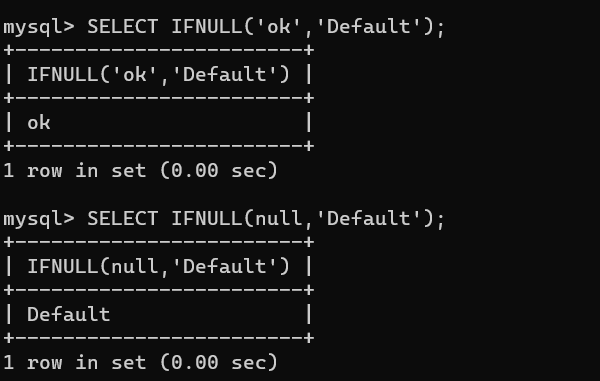 mysql> SELECT IFNULL('ok','Default');
+-----------------------+
| IFNULL('ok','Default') |
+-----------------------+
| ok                     |
+-----------------------+
1 row in set (0.00 sec)

mysql> SELECT IFNULL(null,'Default');
+-----------------------+
| IFNULL(null,'Default') |
+-----------------------+
| Default                |
+-----------------------+
1 row in set (0.00 sec)